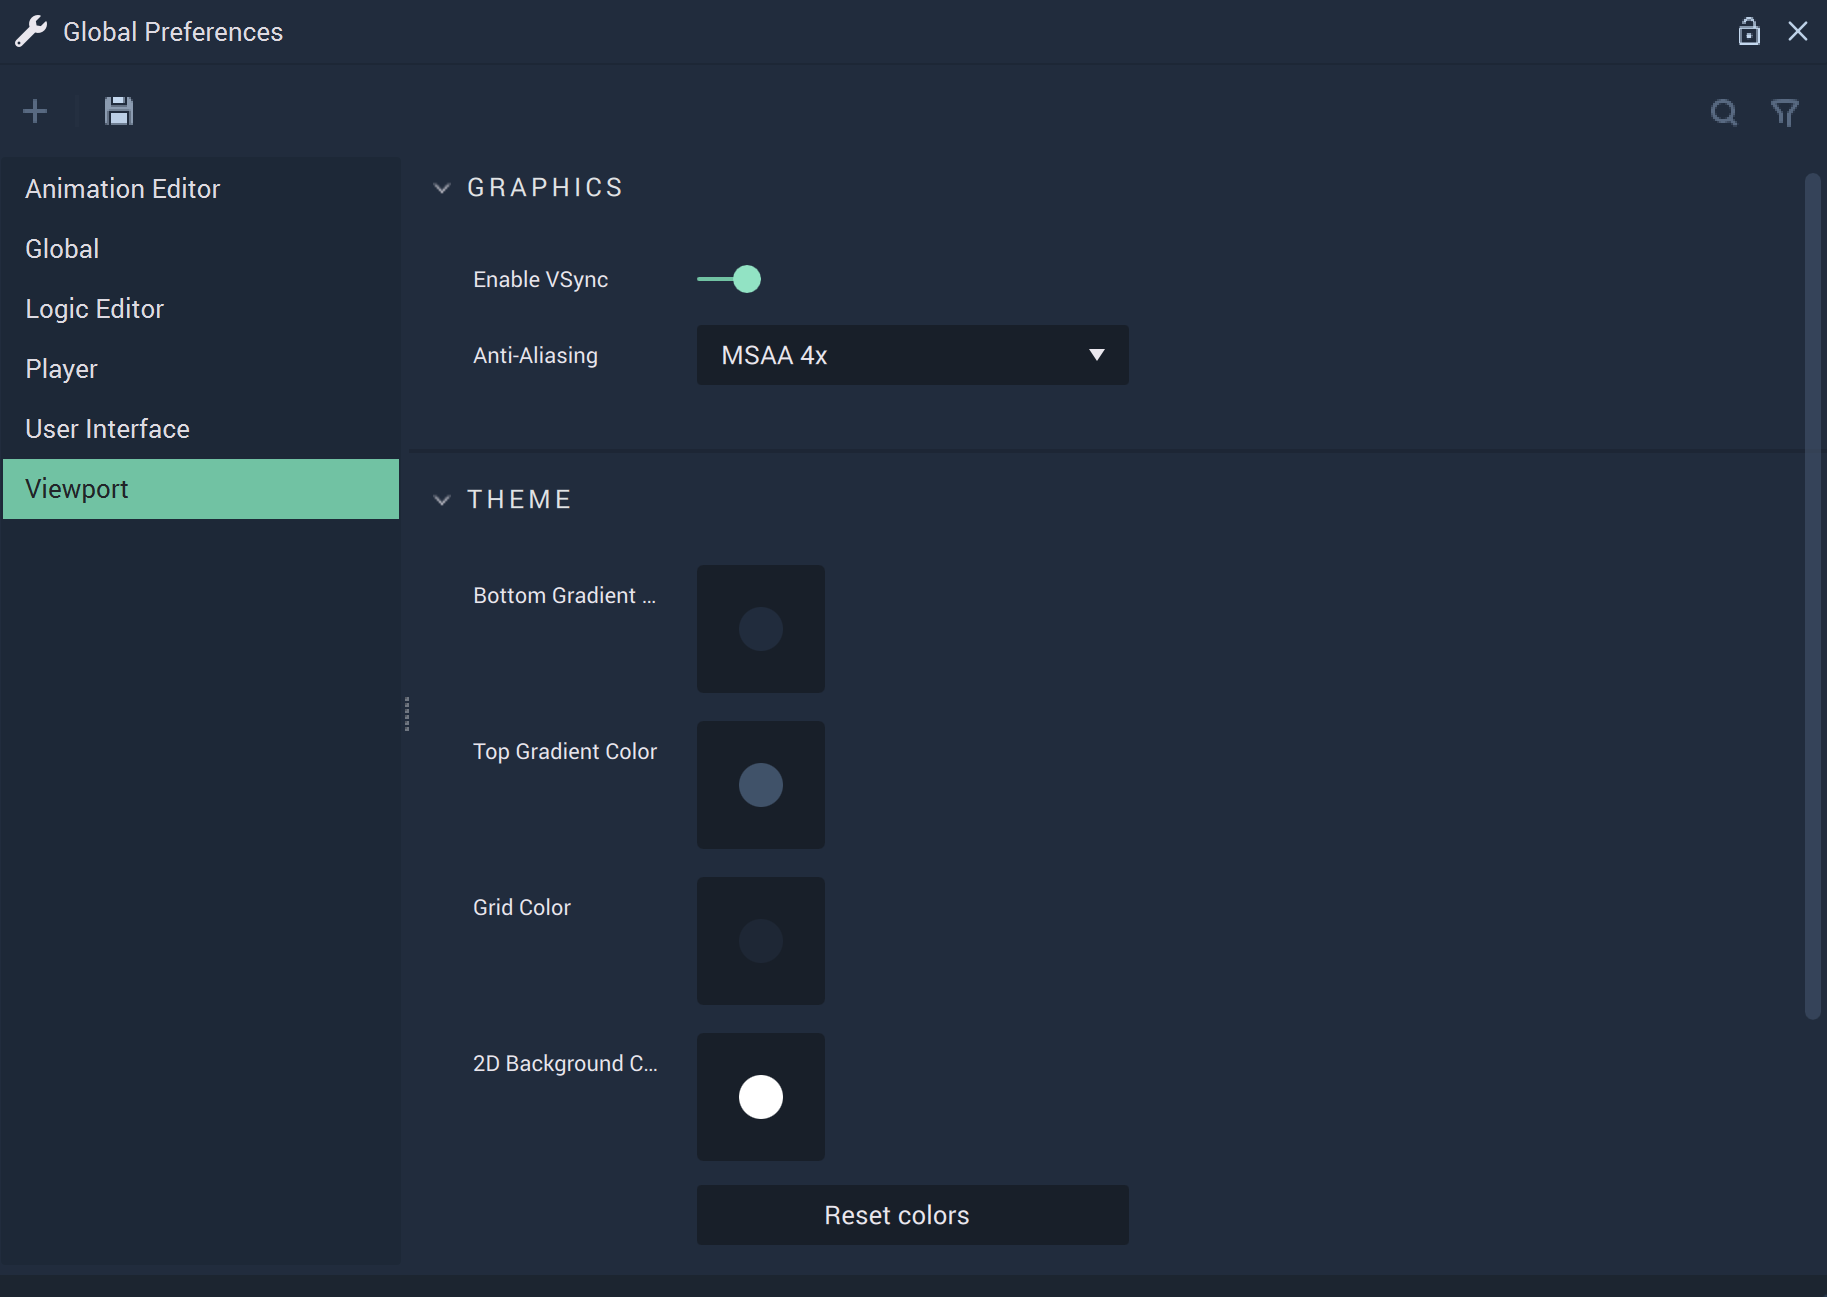 Global Preferences
Animation Editor
Global
Logic Editor
Player
User Interface
Viewport
GRAPHICS
Enable VSync
Anti-Aliasing
MSAA 4x
THEME
Bottom Gradient ...
Top Gradient Color
Grid Color
2D Background C...
Reset colors